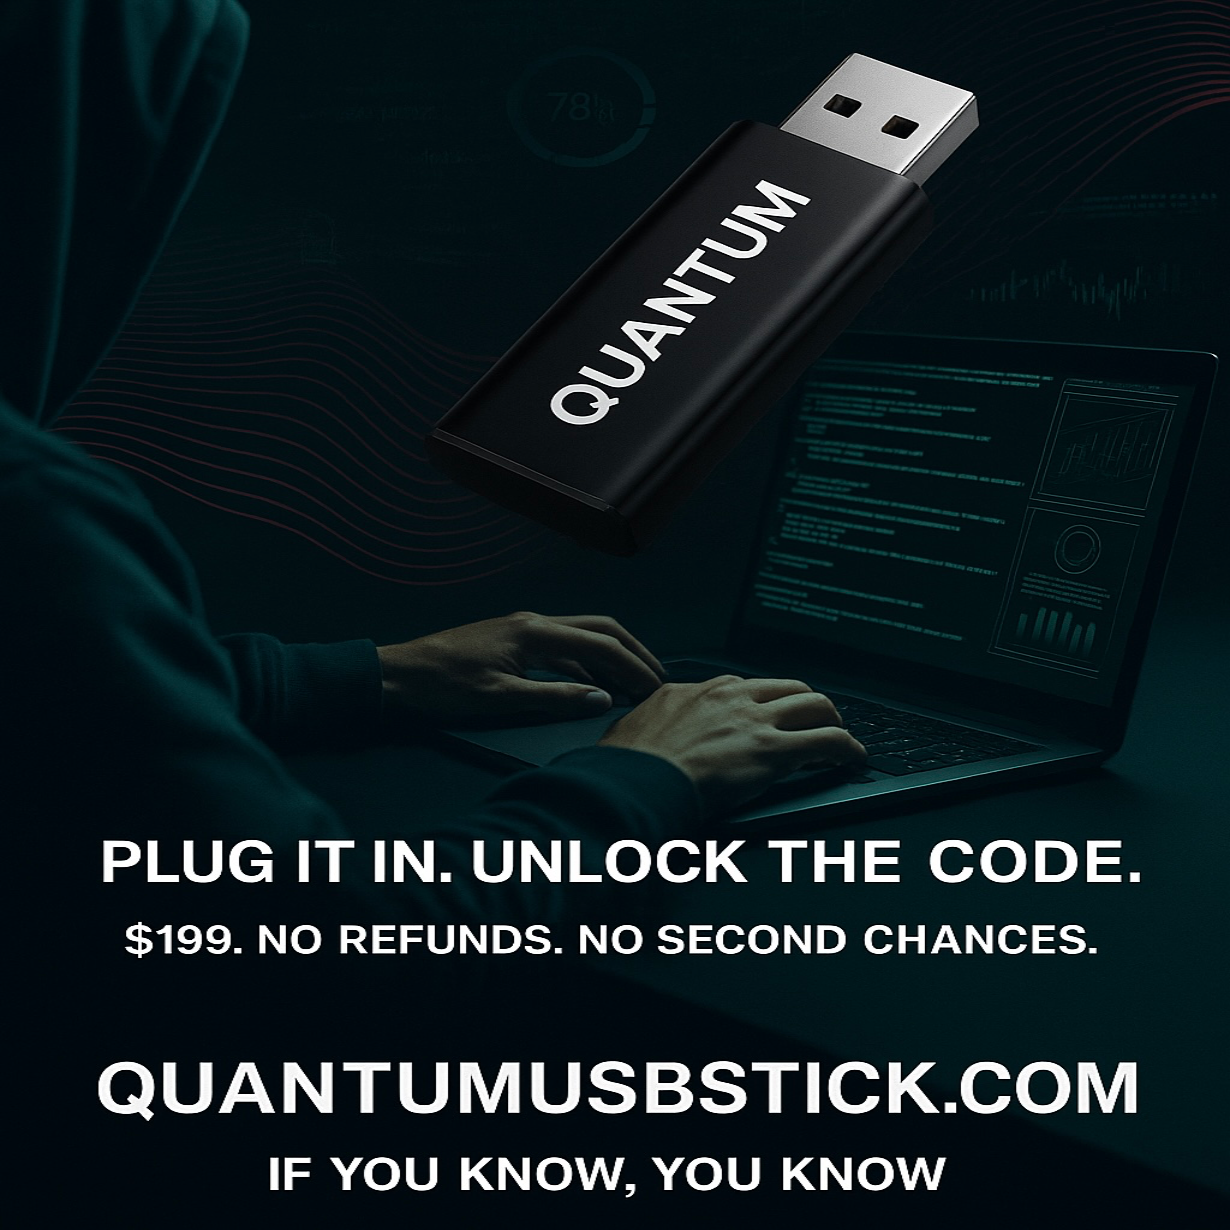 78
QUANTUM
PLUG IT IN. UNLOCK THE CODE.
$199. NO REFUNDS. NO SECOND CHANCES.
QUANTUMUSBSTICK.COM
IF YOU KNOW, YOU KNOW